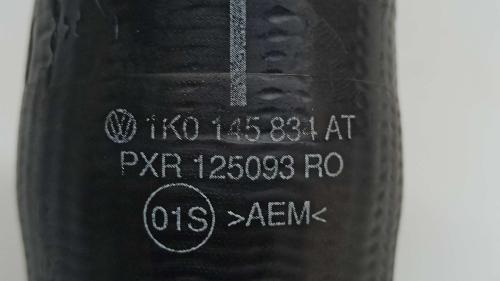 1K0 145 834 AT
PXR 125093 RO
01S >AEM<